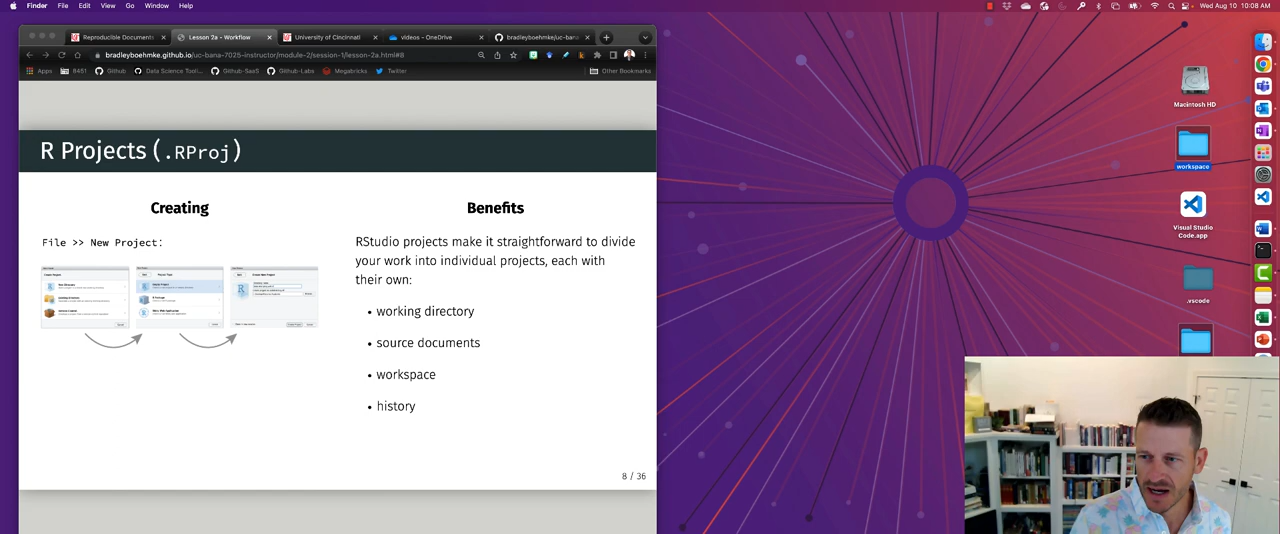 Finder File Edit View Go Window Help
Wed Aug 10 10:08 AM
Reproducible Documents
Lesson 2a - Workflow
University of Cincinnati
videos - OneDrive
bradleyboehmke/uc-bana
bradleyboehmke.github.io/uc-bana-7025-instructor/module-2/session-1/lesson-2a.html#8
Apps 8451 Github Data Science Tool... Github-SaaS Github-Labs Megabricks Twitter Other Bookmarks
R Projects (.RProj)
Creating
File >> New Project:
Benefits
RStudio projects make it straightforward to divide
your work into individual projects, each with
their own:
• working directory
• source documents
• workspace
• history
8 / 36
Macintosh HD
workspace
Visual Studio
Code.app
.vscode